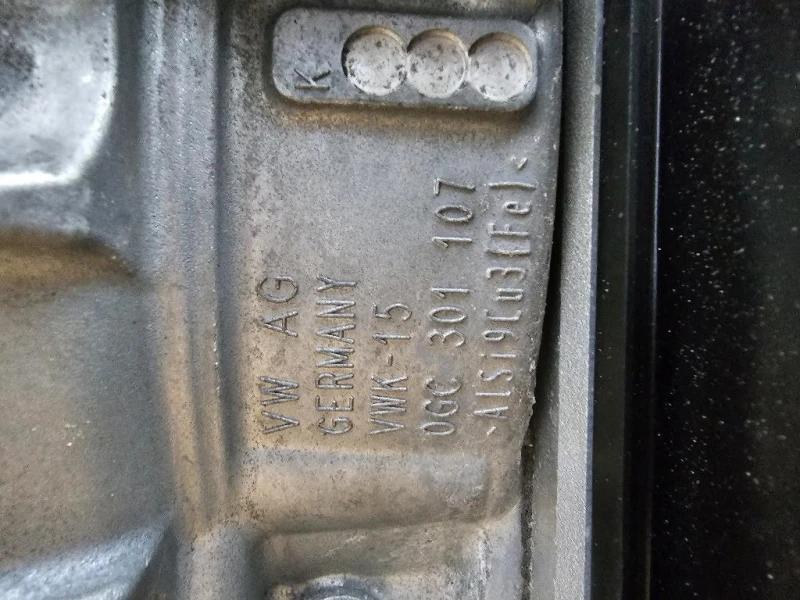 K
VW AG
GERMANY
VWK-15
0GC 301 107
>AlSi9Cu3(Fe)<